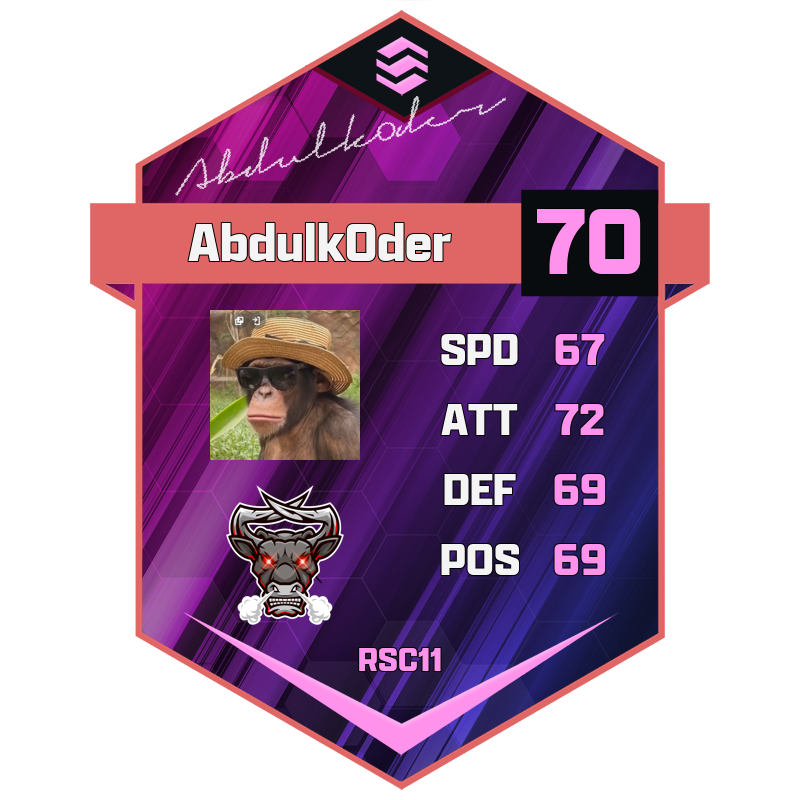 Abdulkoder
AbdulkOder
70
SPD 67
ATT 72
DEF 69
POS 69
RSC11